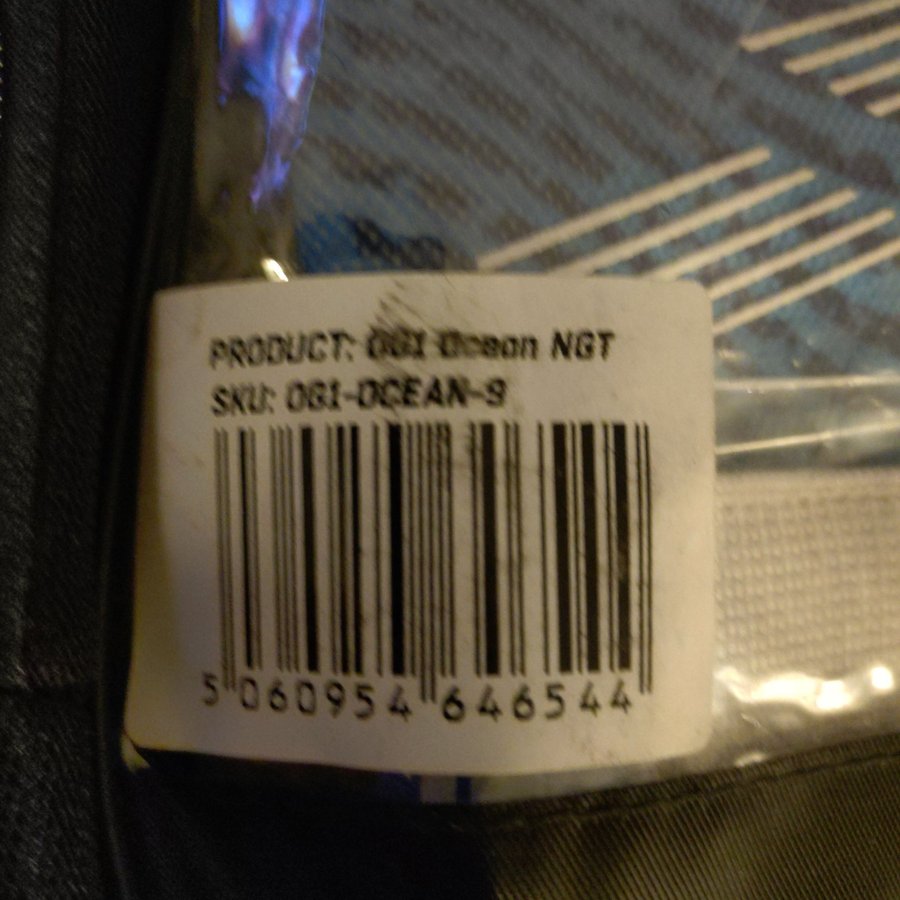 PRODUCT: OG1 Ocean NGT
SKU: OG1-OCEAN-9
5 060954 646544